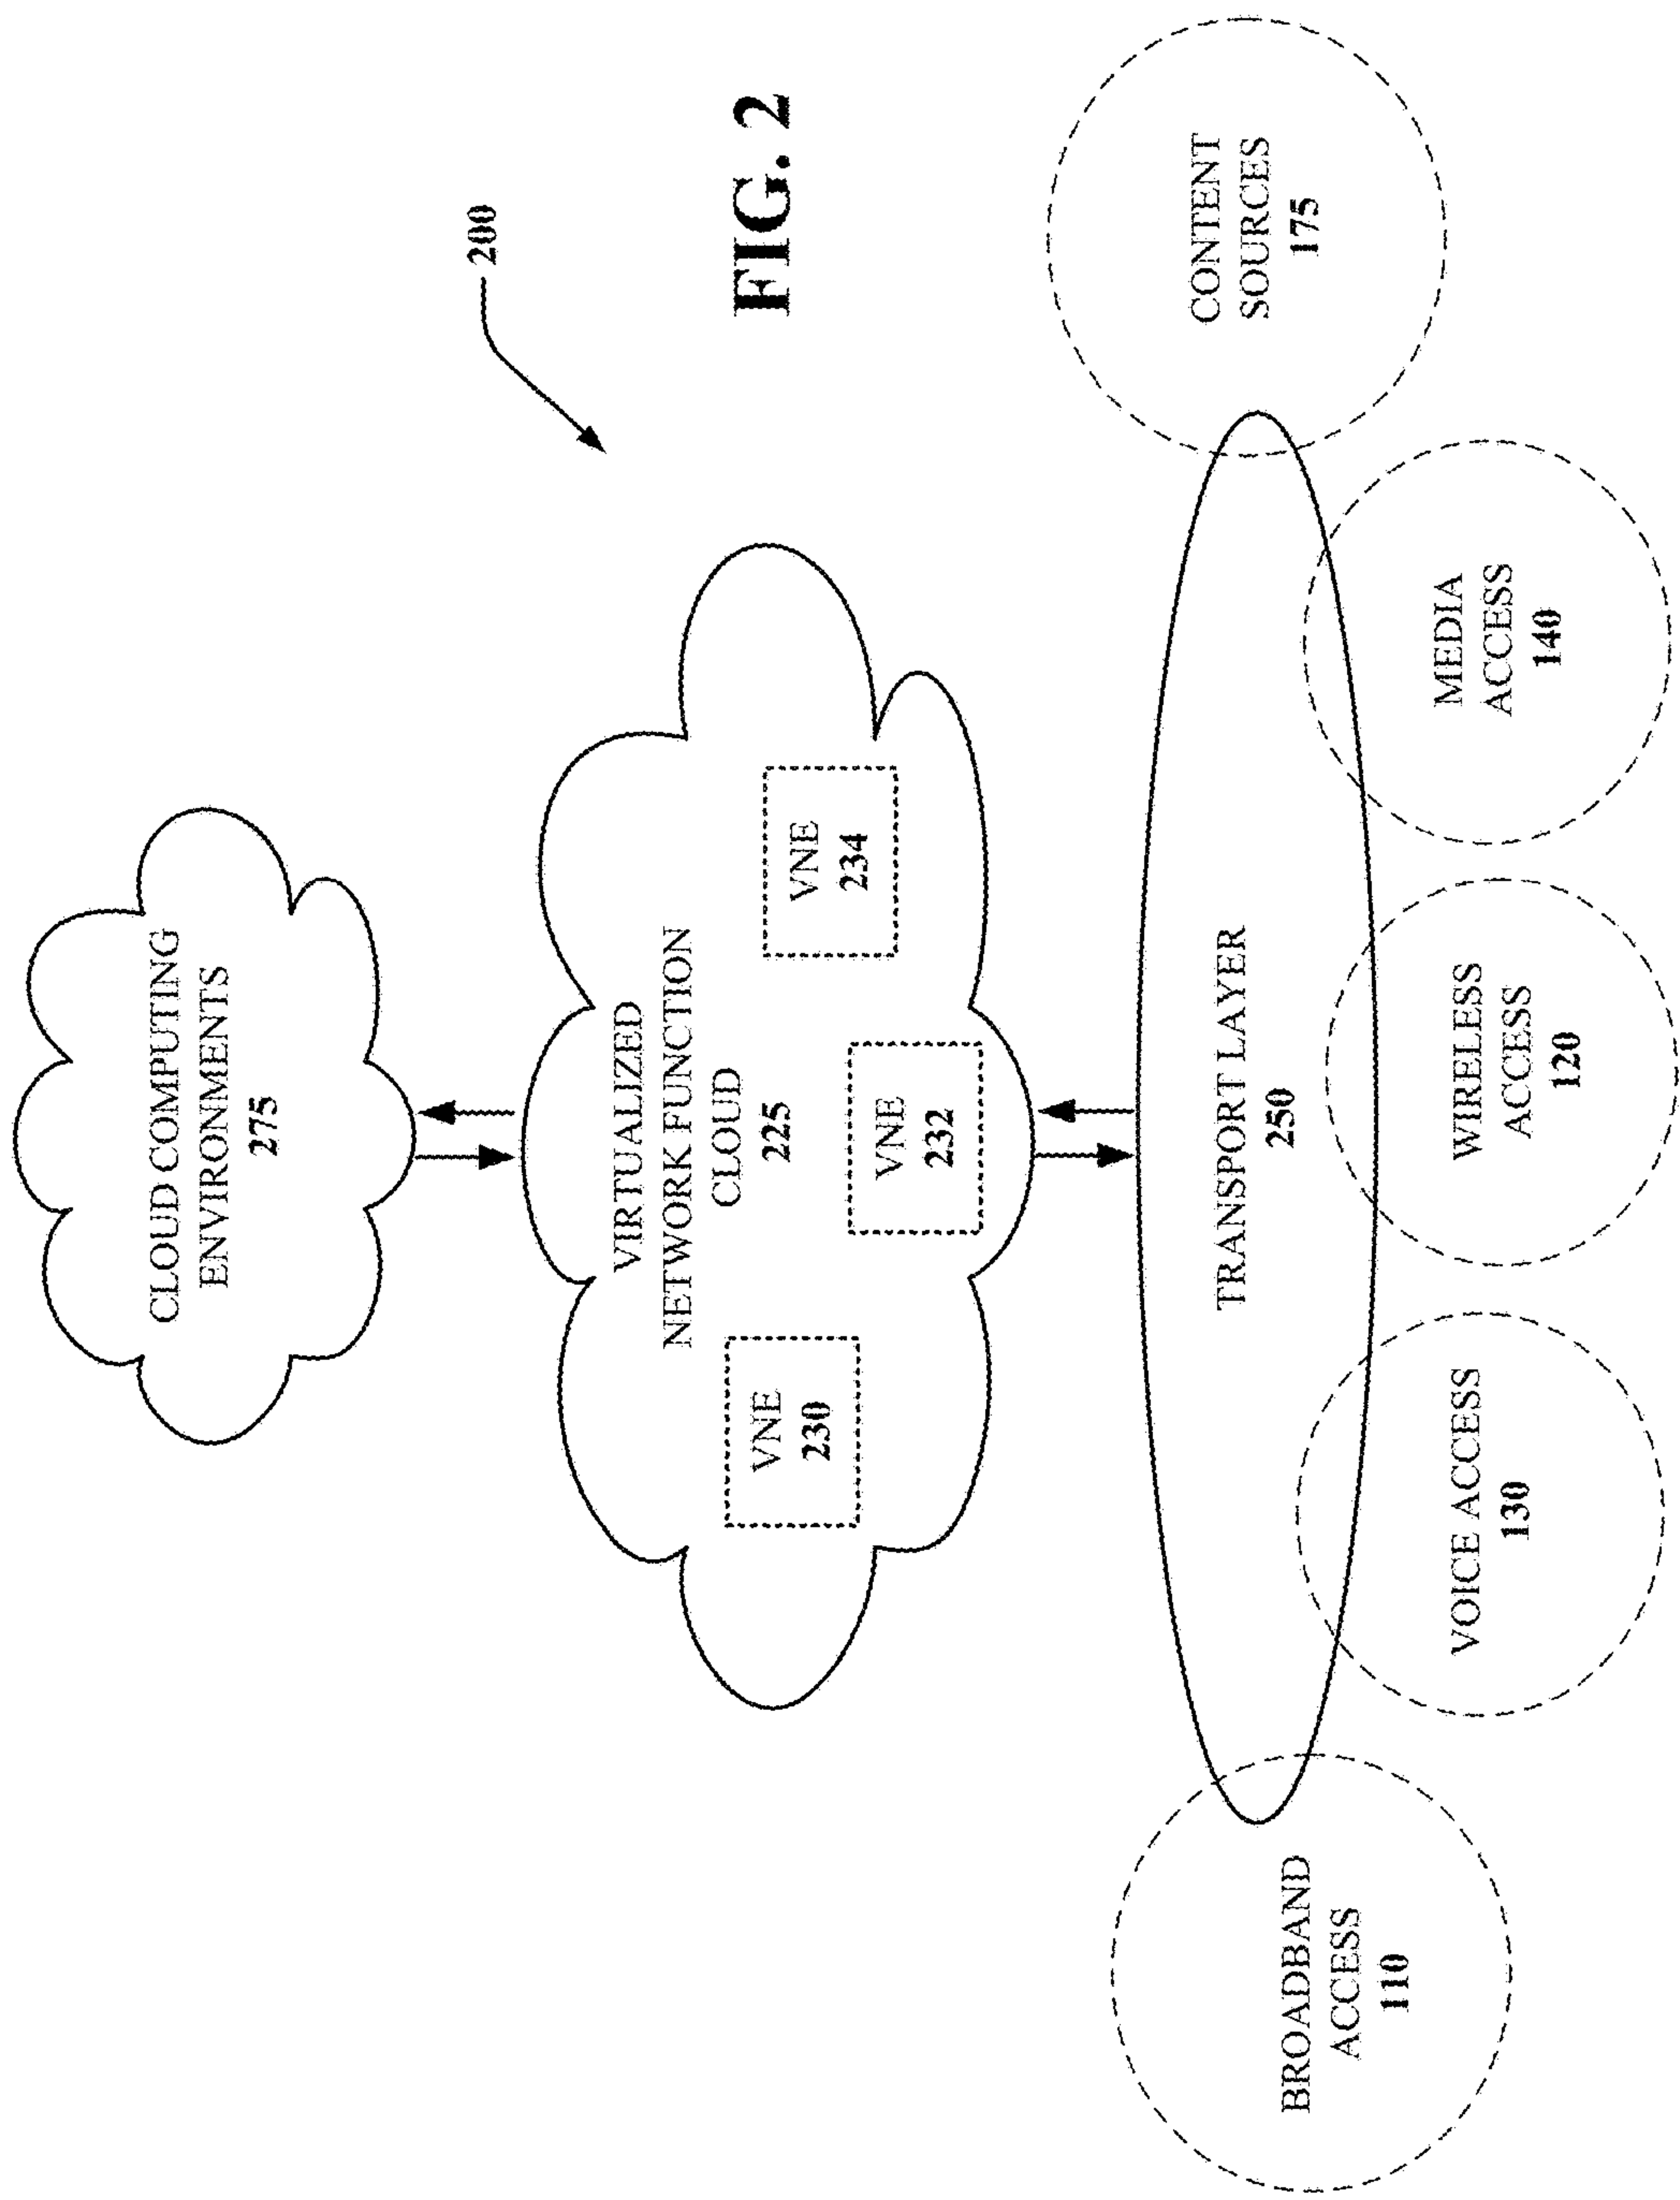 CLOUD COMPUTING
ENVIRONMENTS
275
200
VIRTUALIZED
NETWORK FUNCTION
CLOUD
225
VNE
230
VNE
232
VNE
234
FIG. 2
TRANSPORT LAYER
250
BROADBAND
ACCESS
110
VOICE ACCESS
130
WIRELESS
ACCESS
120
MEDIA
ACCESS
140
CONTENT
SOURCES
175